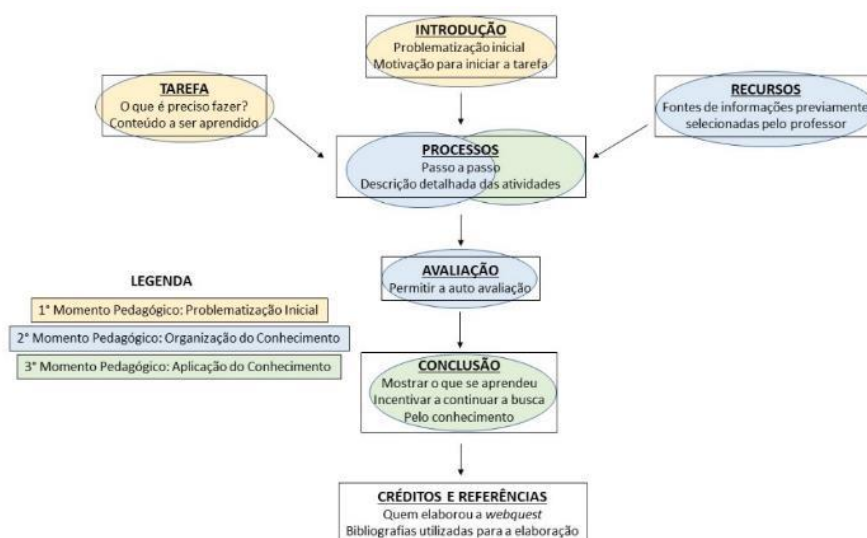 INTRODUÇÃO
Problematização inicial
Motivação para iniciar a tarefa
TAREFA
O que é preciso fazer?
Conteúdo a ser aprendido
RECURSOS
Fontes de informações previamente
selecionadas pelo professor
PROCESSOS
Passo a passo
Descrição detalhada das atividades
AVALIAÇÃO
Permitir a auto avaliação
LEGENDA
1° Momento Pedagógico: Problematização Inicial
2° Momento Pedagógico: Organização do Conhecimento
3° Momento Pedagógico: Aplicação do Conhecimento
CONCLUSÃO
Mostrar o que se aprendeu
Incentivar a continuar a busca
Pelo conhecimento
CRÉDITOS E REFERÊNCIAS
Quem elaborou a webquest
Bibliografias utilizadas para a elaboração